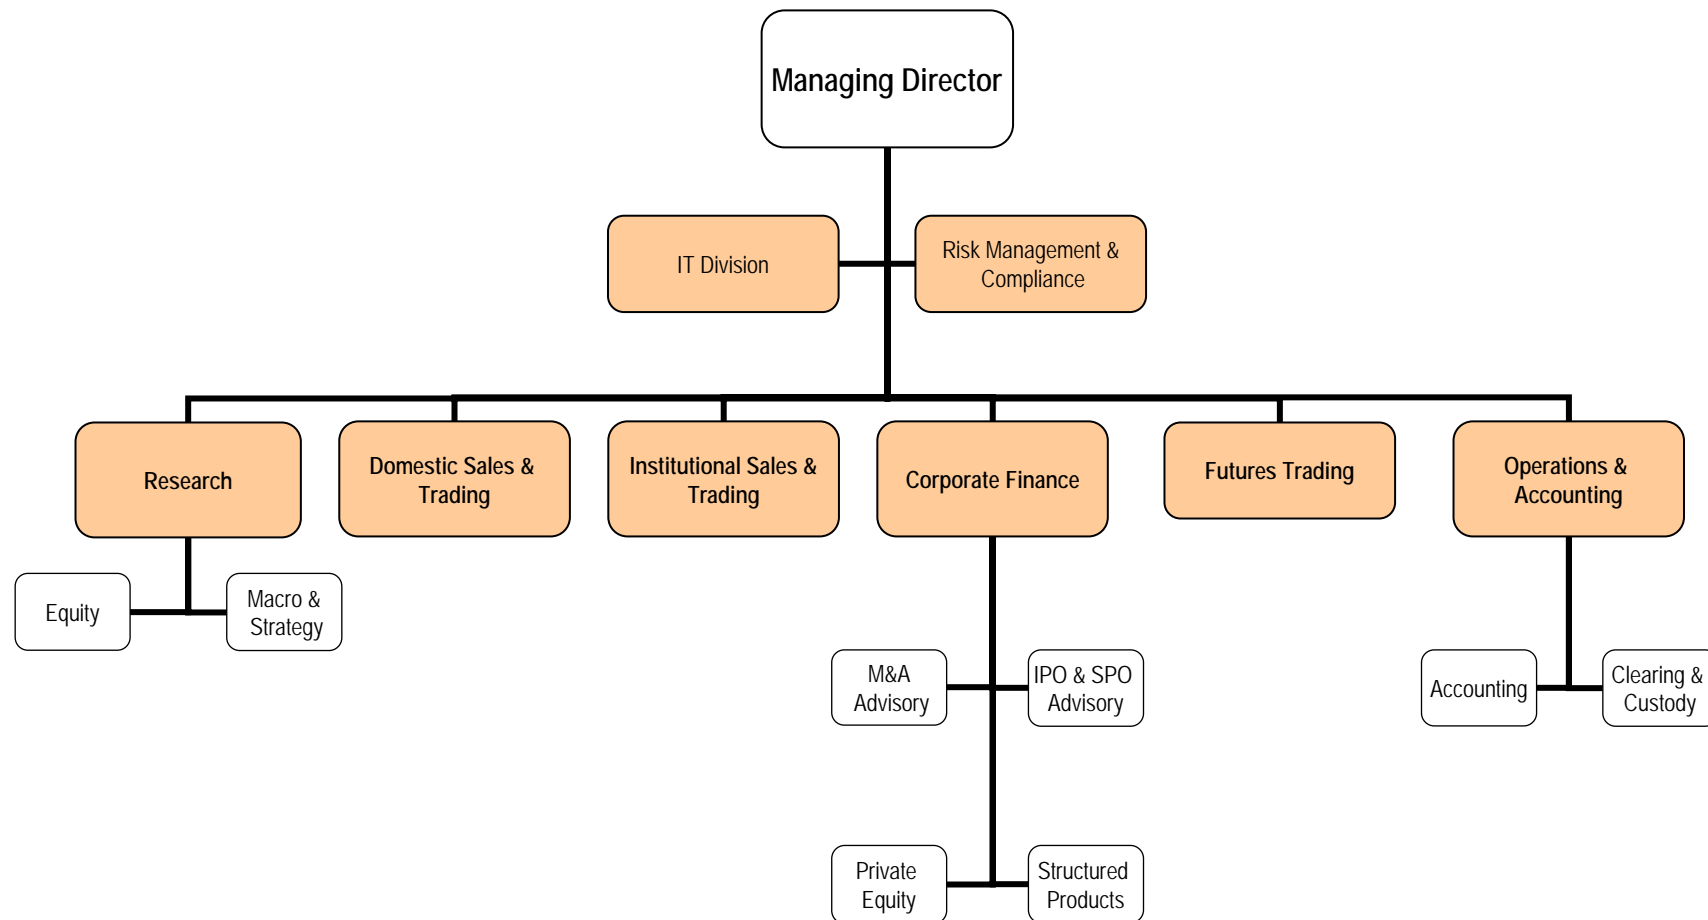 Managing Director
IT Division
Risk Management &
Compliance
Research
Domestic Sales &
Trading
Institutional Sales &
Trading
Corporate Finance
Futures Trading
Operations &
Accounting
Equity
Macro &
Strategy
M&A
Advisory
IPO & SPO
Advisory
Accounting
Clearing &
Custody
Private
Equity
Structured
Products